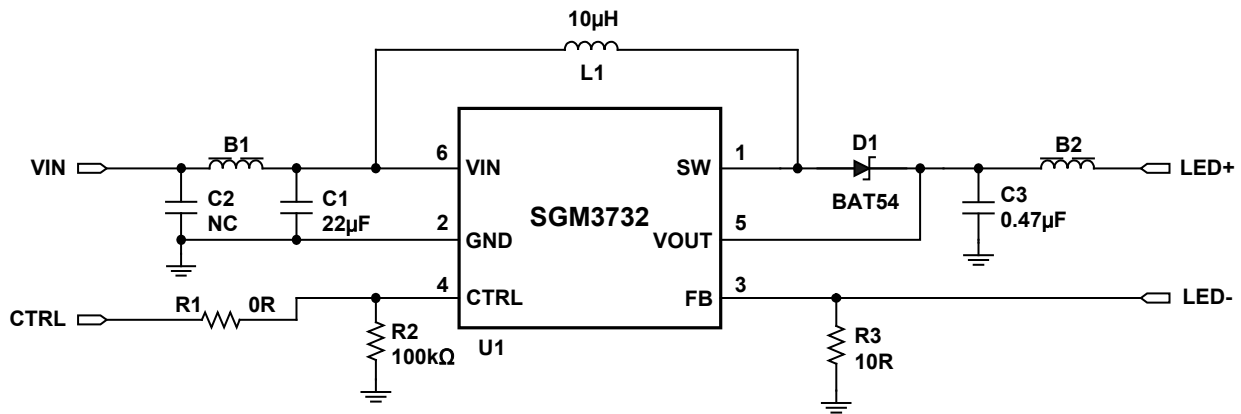 10µH
L1
B1
VIN
C2
NC
C1
22µF
6
VIN
2
GND
4
CTRL
SGM3732
U1
SW
1
VOUT
5
FB
3
D1
BAT54
B2
LED+
C3
0.47µF
LED-
CTRL
R1
0R
R2
100kΩ
R3
10R